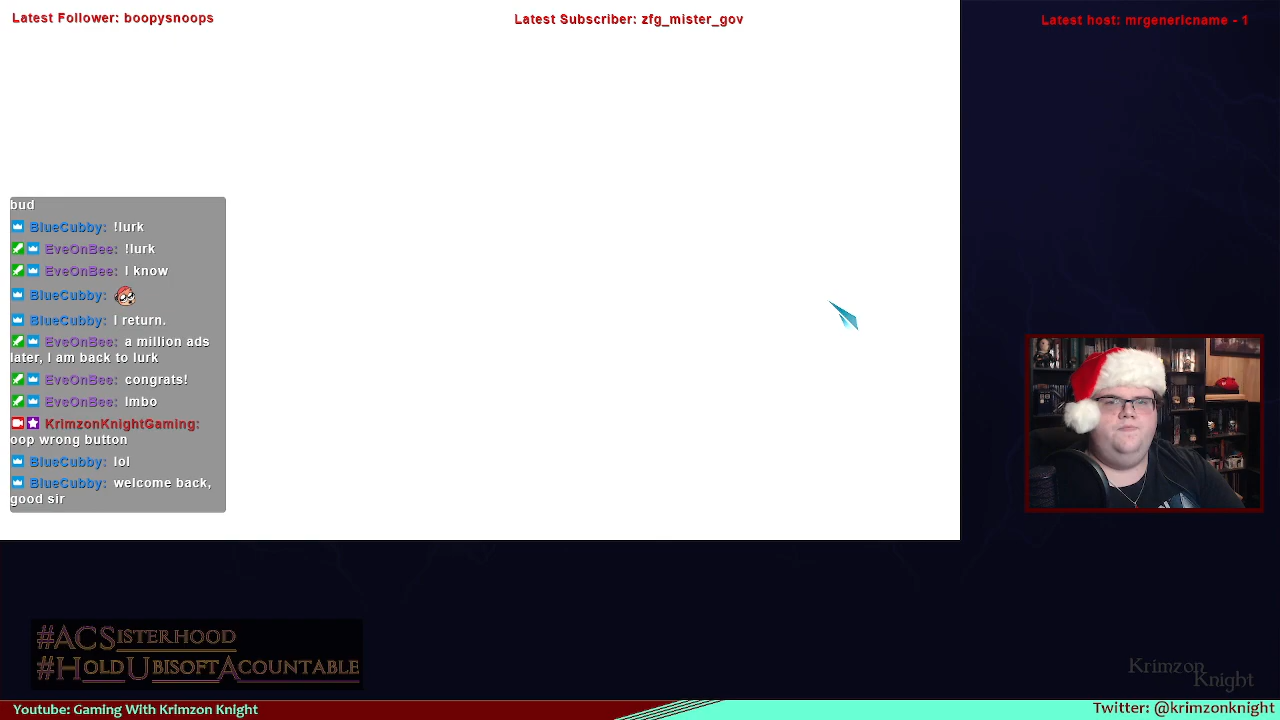 Latest Follower: boopysnoops
Latest Subscriber: zfg_mister_gov
Latest host: mrgenericname - 1
bud
BlueCubby: !lurk
EveOnBee: !lurk
EveOnBee: I know
BlueCubby:
BlueCubby: I return.
EveOnBee: a million ads
later, I am back to lurk
EveOnBee: congrats!
EveOnBee: lmbo
KrimzonKnightGaming:
oop wrong button
BlueCubby: lol
BlueCubby: welcome back,
good sir
#ACSISTERHOOD
#HOLDUBISOFTACOUNTABLE
Krimzon
Knight
Youtube: Gaming With Krimzon Knight
Twitter: @krimzonknight